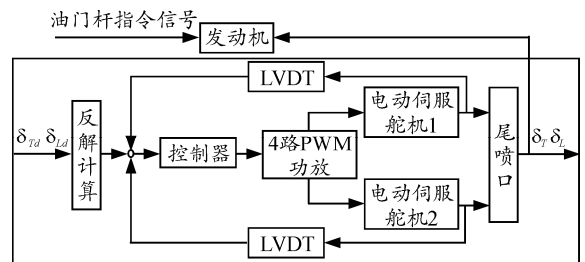 油门杆指令信号
发动机
LVDT
δTd δLd
反解计算
控制器
4路PWM
功放
电动伺服
舵机1
电动伺服
舵机2
尾喷口
δT δL
LVDT